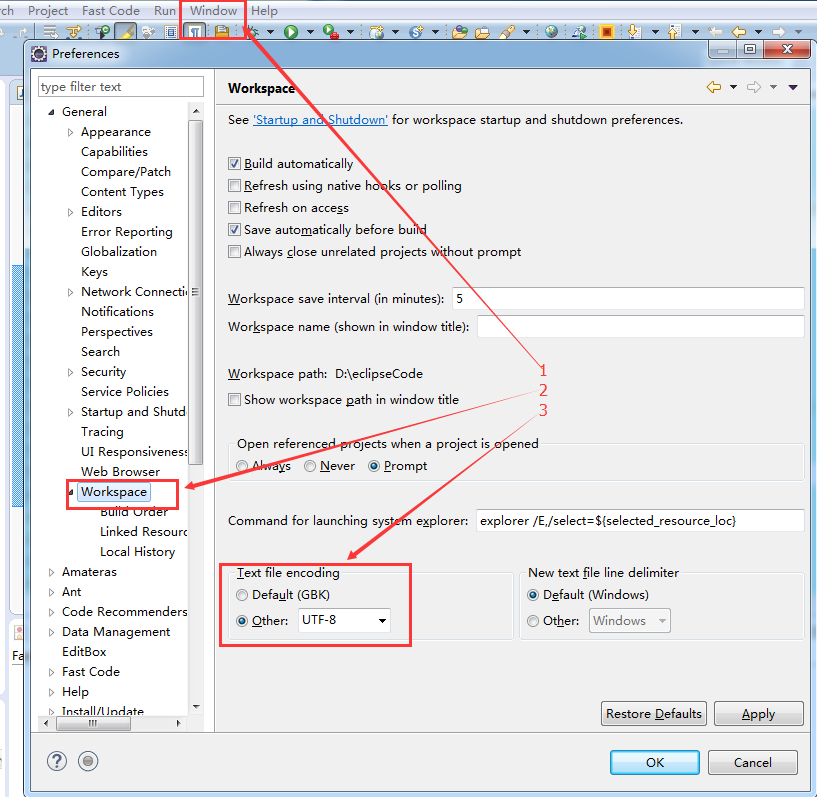 rch Project Fast Code Run Window Help
Preferences
type filter text
Workspace
General
Appearance
Capabilities
Compare/Patch
Content Types
Editors
Error Reporting
Globalization
Keys
Network Connecti
Notifications
Perspectives
Search
Security
Service Policies
Startup and Shutd
Tracing
UI Responsiveness
Web Browser
Workspace
Build Order
Linked Resour
Local History
Amateras
Ant
Code Recommenders
Data Management
EditBox
Fast Code
Help
Install/Update
See 'Startup and Shutdown' for workspace startup and shutdown preferences.
Build automatically
Refresh using native hooks or polling
Refresh on access
Save automatically before build
Always close unrelated projects without prompt
Workspace save interval (in minutes): 5
Workspace name (shown in window title):
Workspace path: D:\eclipseCode
Show workspace path in window title
1
2
3
Open referenced projects when a project is opened
Always Never Prompt
Command for launching system explorer: explorer /E,/select=${selected_resource_loc}
Text file encoding
Default (GBK)
Other: UTF-8
New text file line delimiter
Default (Windows)
Other: Windows
Restore Defaults Apply
OK Cancel
Fa